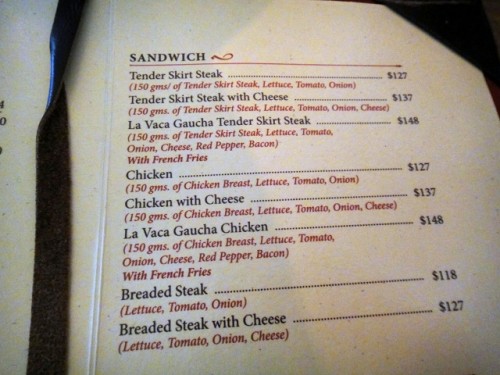 SANDWICH
Tender Skirt Steak $127
(150 gms/ of Tender Skirt Steak, Lettuce, Tomato, Onion)
Tender Skirt Steak with Cheese $137
(150 gms. of Tender Skirt Steak, Lettuce, Tomato, Onion, Cheese)
La Vaca Gaucha Tender Skirt Steak $148
(150 gms. of Tender Skirt Steak, Lettuce, Tomato,
Onion, Cheese, Red Pepper, Bacon)
With French Fries
Chicken $127
(150 gms. of Chicken Breast, Lettuce, Tomato, Onion)
Chicken with Cheese $137
(150 gms. of Chicken Breast, Lettuce, Tomato, Onion, Cheese)
La Vaca Gaucha Chicken $148
(150 gms. of Chicken Breast, Lettuce, Tomato,
Onion, Cheese, Red Pepper, Bacon)
With French Fries
Breaded Steak $118
(Lettuce, Tomato, Onion)
Breaded Steak with Cheese $127
(Lettuce, Tomato, Onion, Cheese)